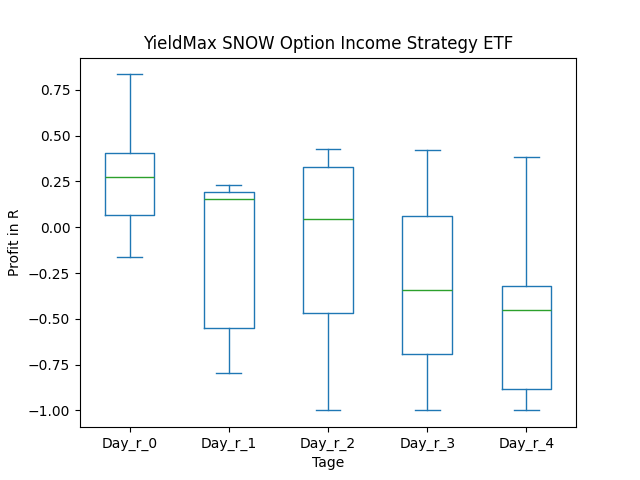 YieldMax SNOW Option Income Strategy ETF
Profit in R
0.75
0.50
0.25
0.00
−0.25
−0.50
−0.75
−1.00
Day_r_0 Day_r_1 Day_r_2 Day_r_3 Day_r_4
Tage